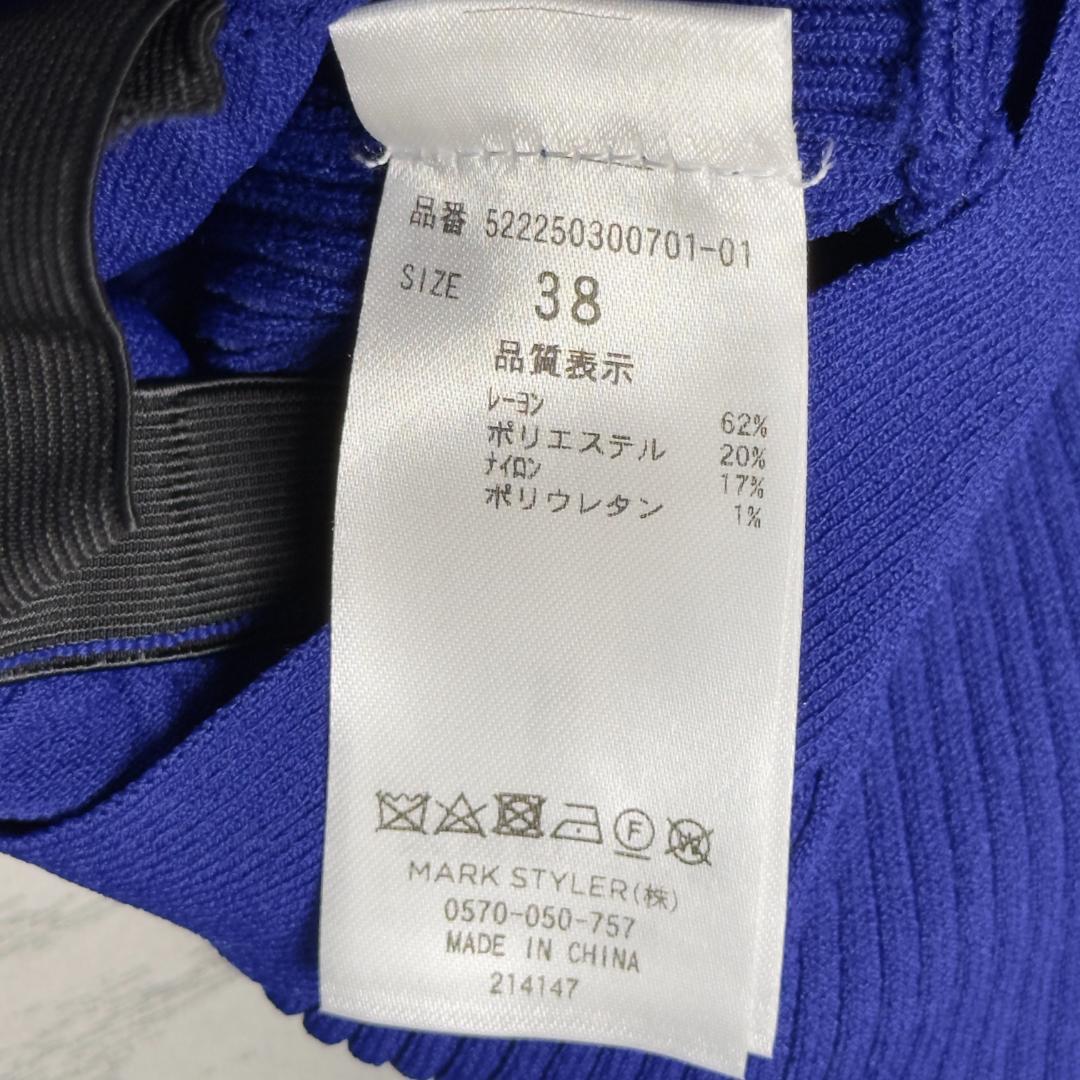 品番 522250300701-01
SIZE 38
品質表示
ﾚｰﾖﾝ 62%
ポリエステル 20%
ﾅｲﾛﾝ 17%
ポリウレタン 1%
F W
MARK STYLER(株)
0570-050-757
MADE IN CHINA
214147